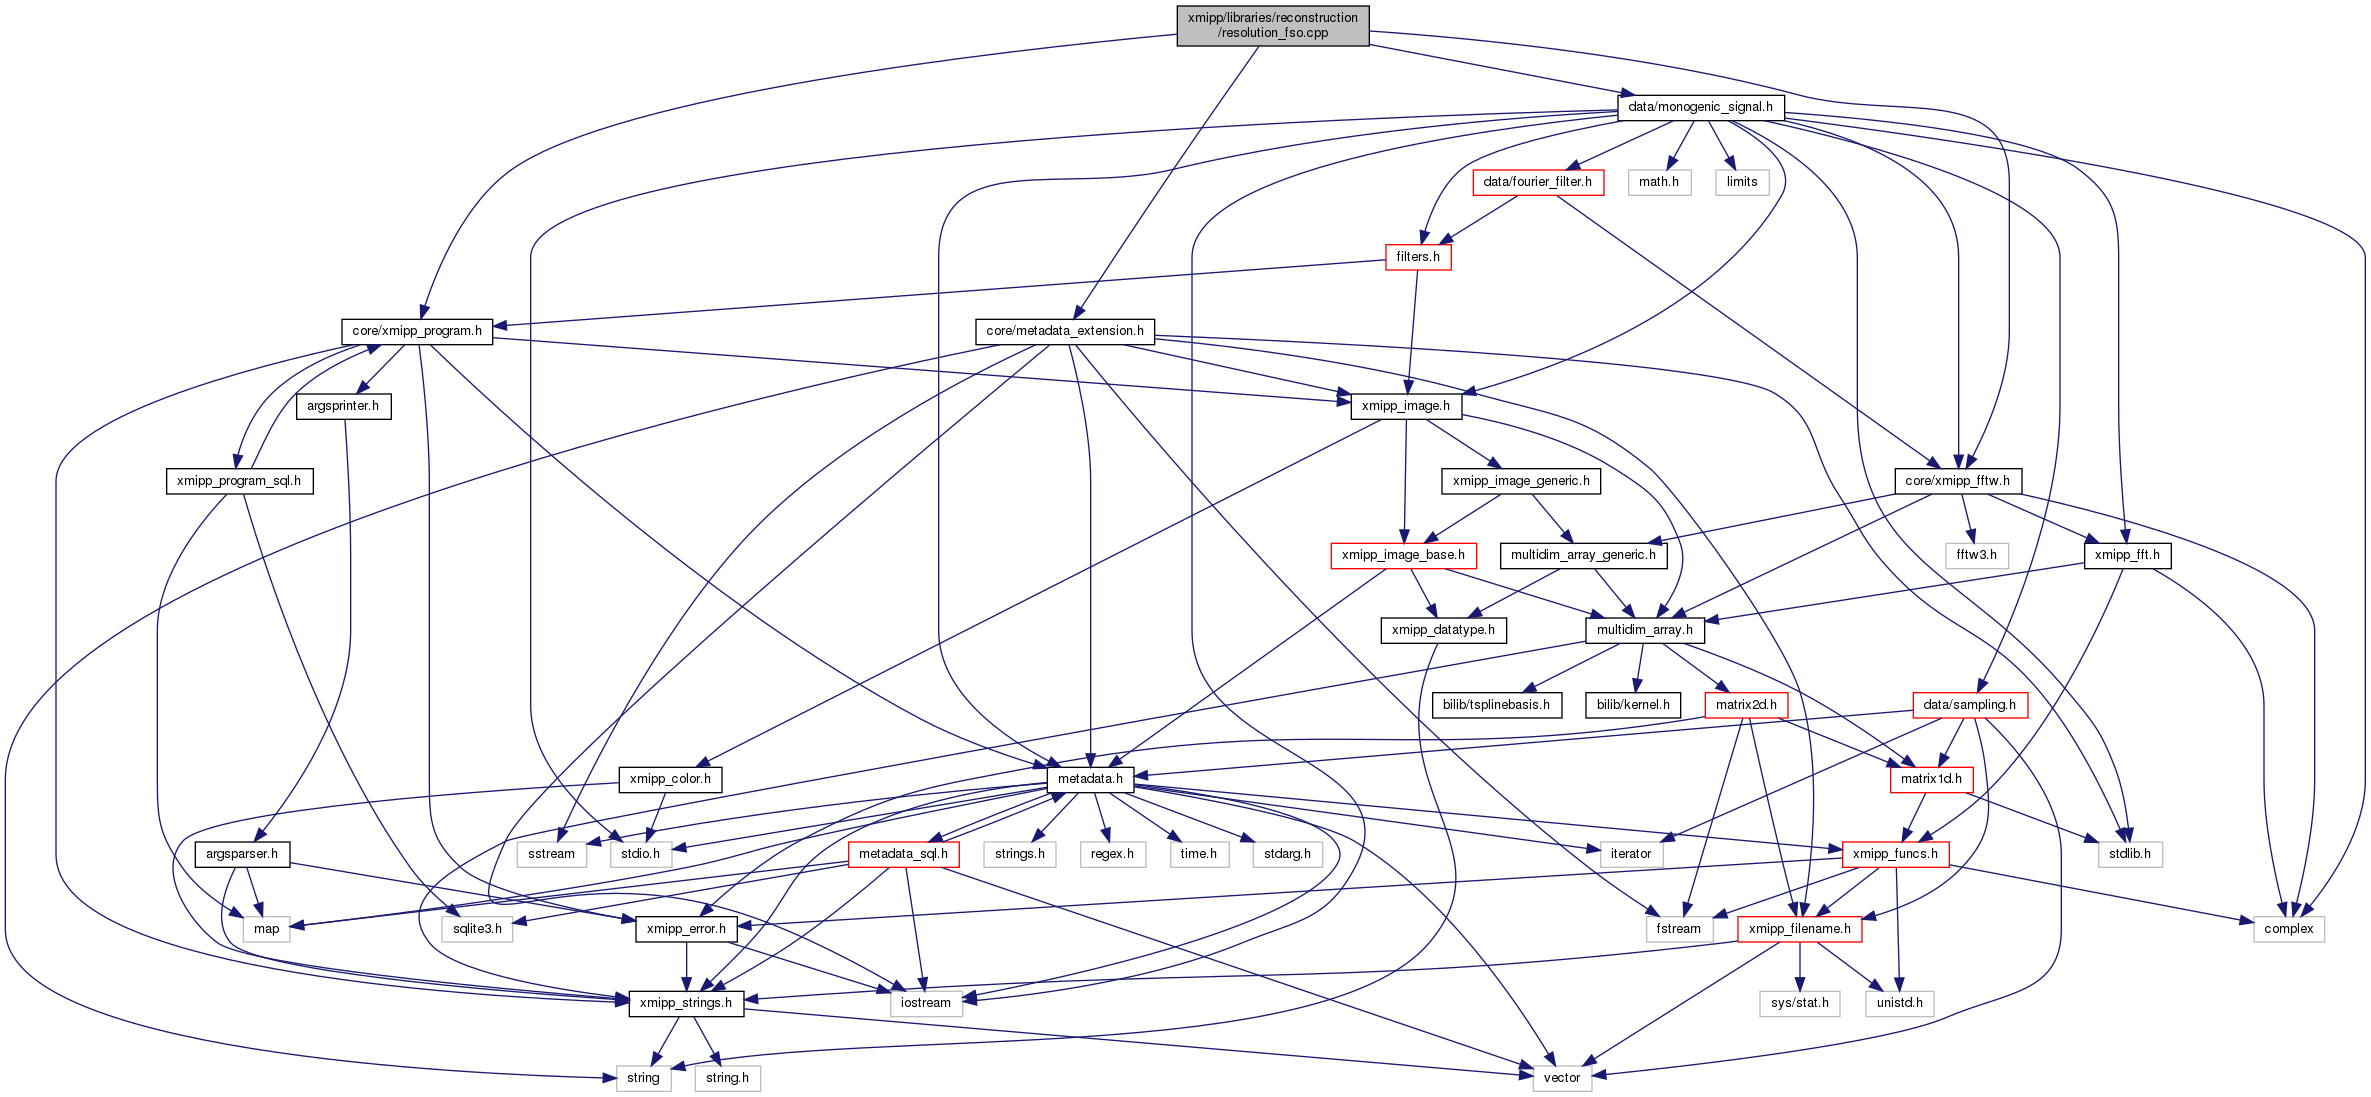 xmipp/libraries/reconstruction
/resolution_fso.cpp
data/monogenic_signal.h
data/fourier_filter.h
math.h
limits
filters.h
core/xmipp_program.h
core/metadata_extension.h
argsprinter.h
xmipp_image.h
xmipp_program_sql.h
xmipp_image_generic.h
core/xmipp_fftw.h
xmipp_image_base.h
multidim_array_generic.h
fftw3.h
xmipp_fft.h
xmipp_datatype.h
multidim_array.h
bilib/tsplinebasis.h
bilib/kernel.h
matrix2d.h
data/sampling.h
xmipp_color.h
metadata.h
matrix1d.h
argsparser.h
sstream
stdio.h
metadata_sql.h
strings.h
regex.h
time.h
stdarg.h
iterator
xmipp_funcs.h
stdlib.h
map
sqlite3.h
xmipp_error.h
fstream
xmipp_filename.h
complex
xmipp_strings.h
iostream
sys/stat.h
unistd.h
string
string.h
vector